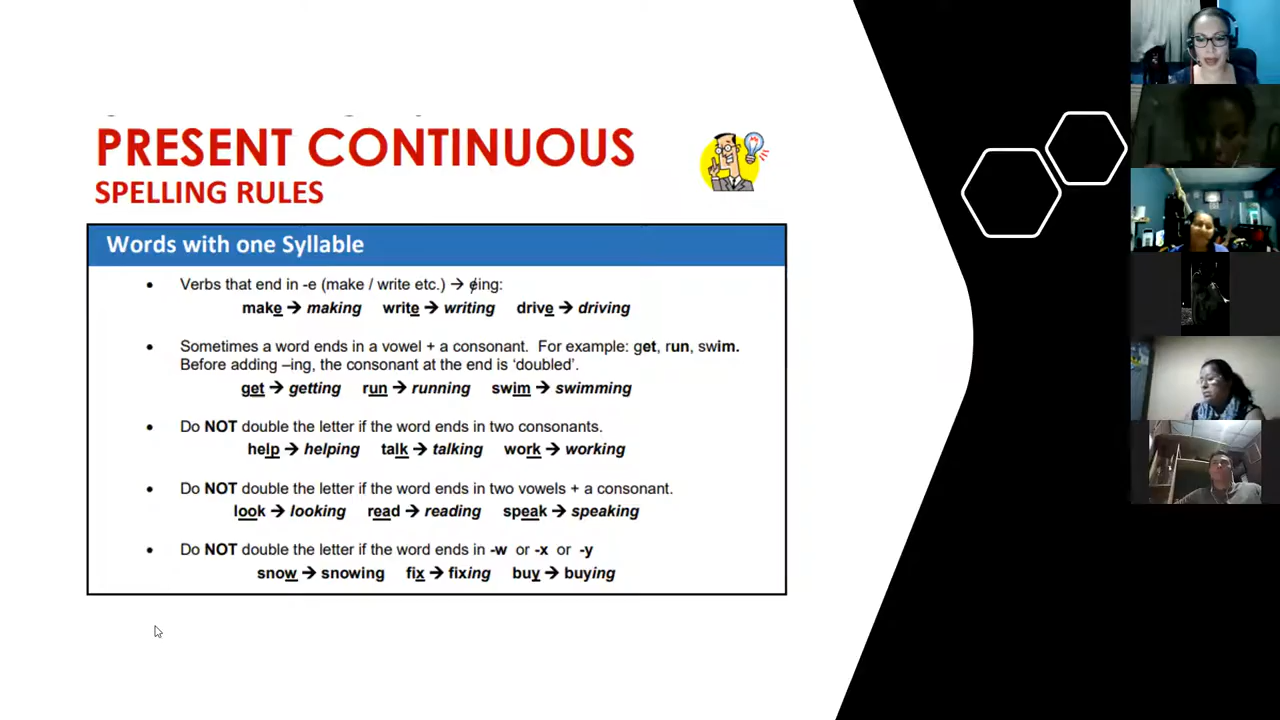 PRESENT CONTINUOUS
SPELLING RULES
Words with one Syllable
• Verbs that end in -e (make / write etc.) → e̸ing:
make → making write → writing drive → driving
• Sometimes a word ends in a vowel + a consonant. For example: get, run, swim.
Before adding –ing, the consonant at the end is ‘doubled’.
get → getting run → running swim → swimming
• Do NOT double the letter if the word ends in two consonants.
help → helping talk → talking work → working
• Do NOT double the letter if the word ends in two vowels + a consonant.
look → looking read → reading speak → speaking
• Do NOT double the letter if the word ends in -w or -x or -y
snow → snowing fix → fixing buy → buying